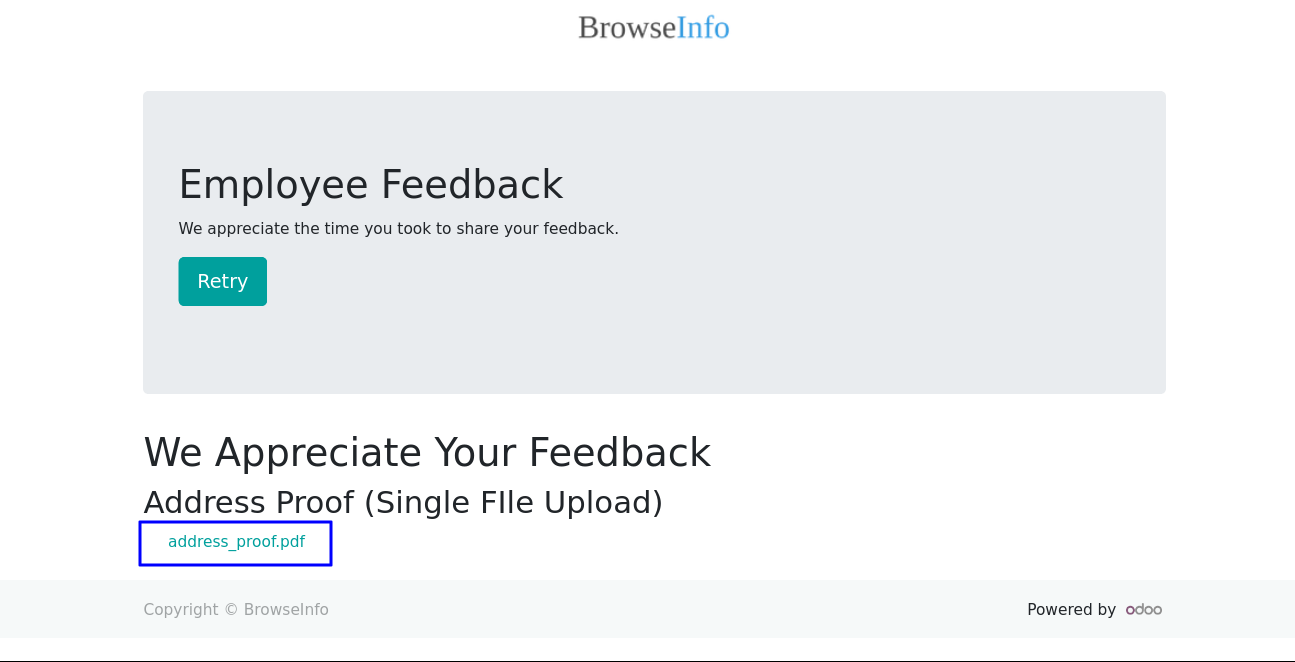 BrowseInfo
Employee Feedback
We appreciate the time you took to share your feedback.
Retry
We Appreciate Your Feedback
Address Proof (Single FIle Upload)
address_proof.pdf
Copyright © BrowseInfo
Powered by odoo